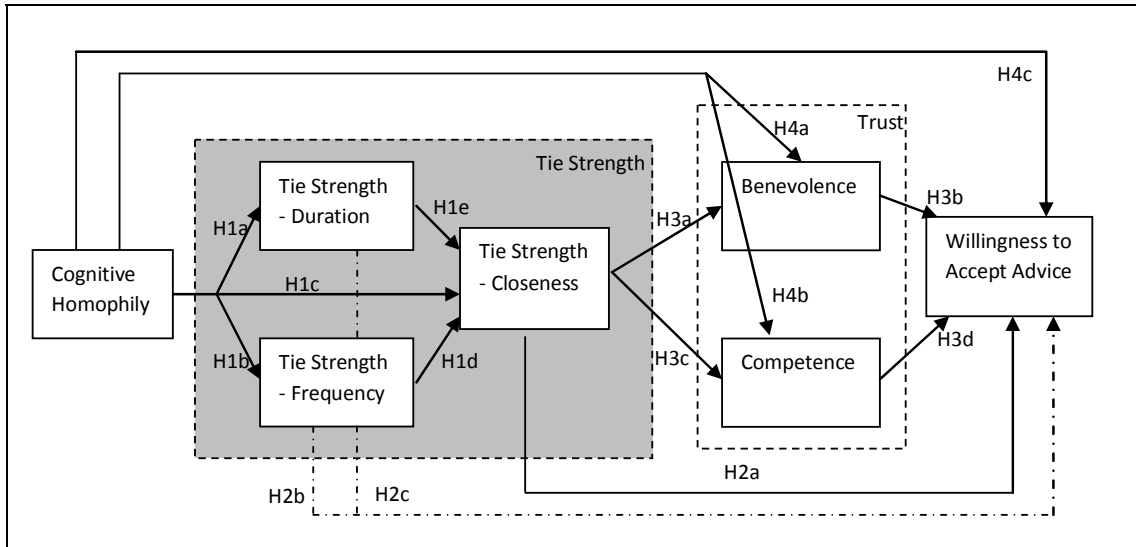 H4c
H4a
Trust
Tie Strength
Tie Strength
- Duration
Benevolence
H1e
H3a
H3b
H1a
Cognitive
Homophily
H1c
Tie Strength
- Closeness
Willingness to
Accept Advice
H4b
H1b
Tie Strength
- Frequency
H1d
H3c
Competence
H3d
H2a
H2b
H2c